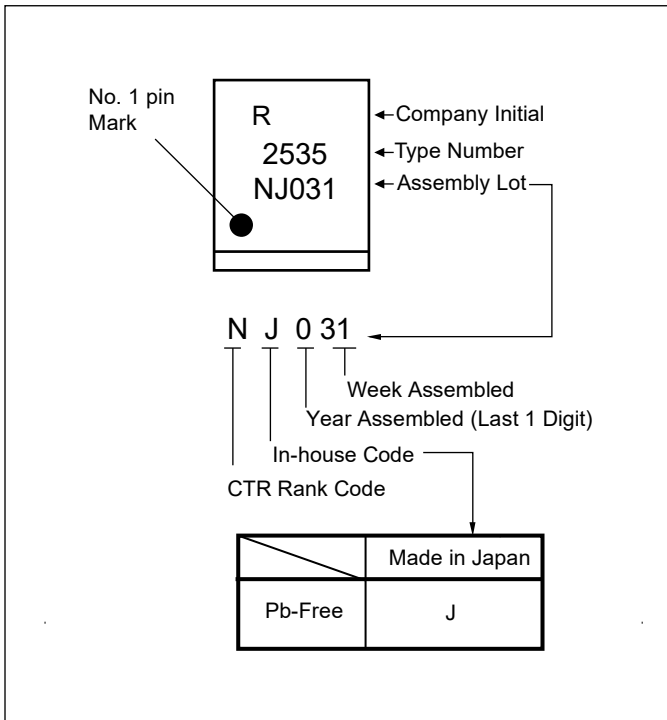 No. 1 pin
Mark
R
2535
NJ031
Company Initial
Type Number
Assembly Lot
N J 0 31
Week Assembled
Year Assembled (Last 1 Digit)
In-house Code
CTR Rank Code
Made in Japan
Pb-Free J